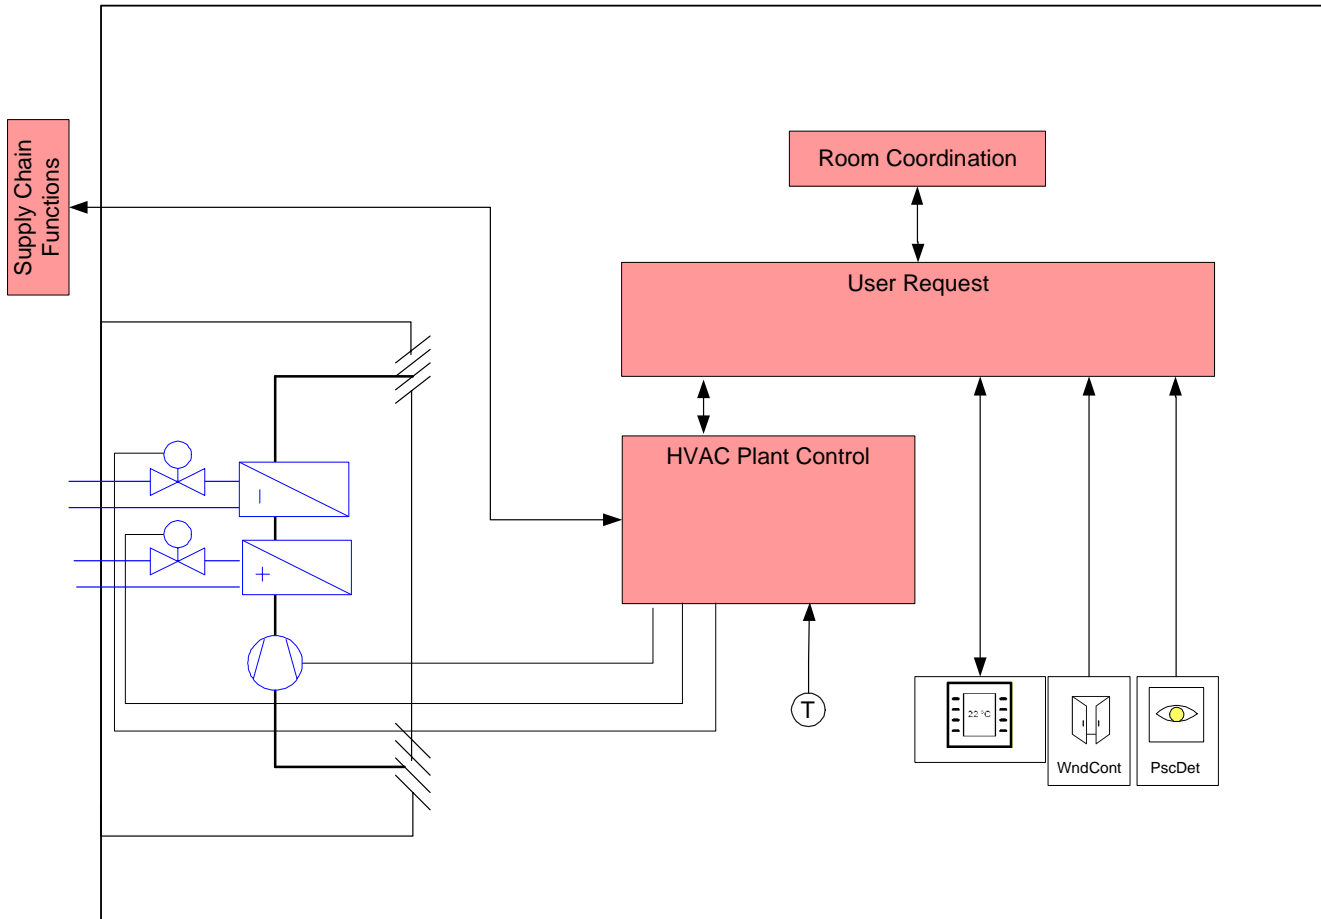 Supply Chain
Functions
Room Coordination
User Request
HVAC Plant Control
−
+
T
22 °C
WndCont
PscDet